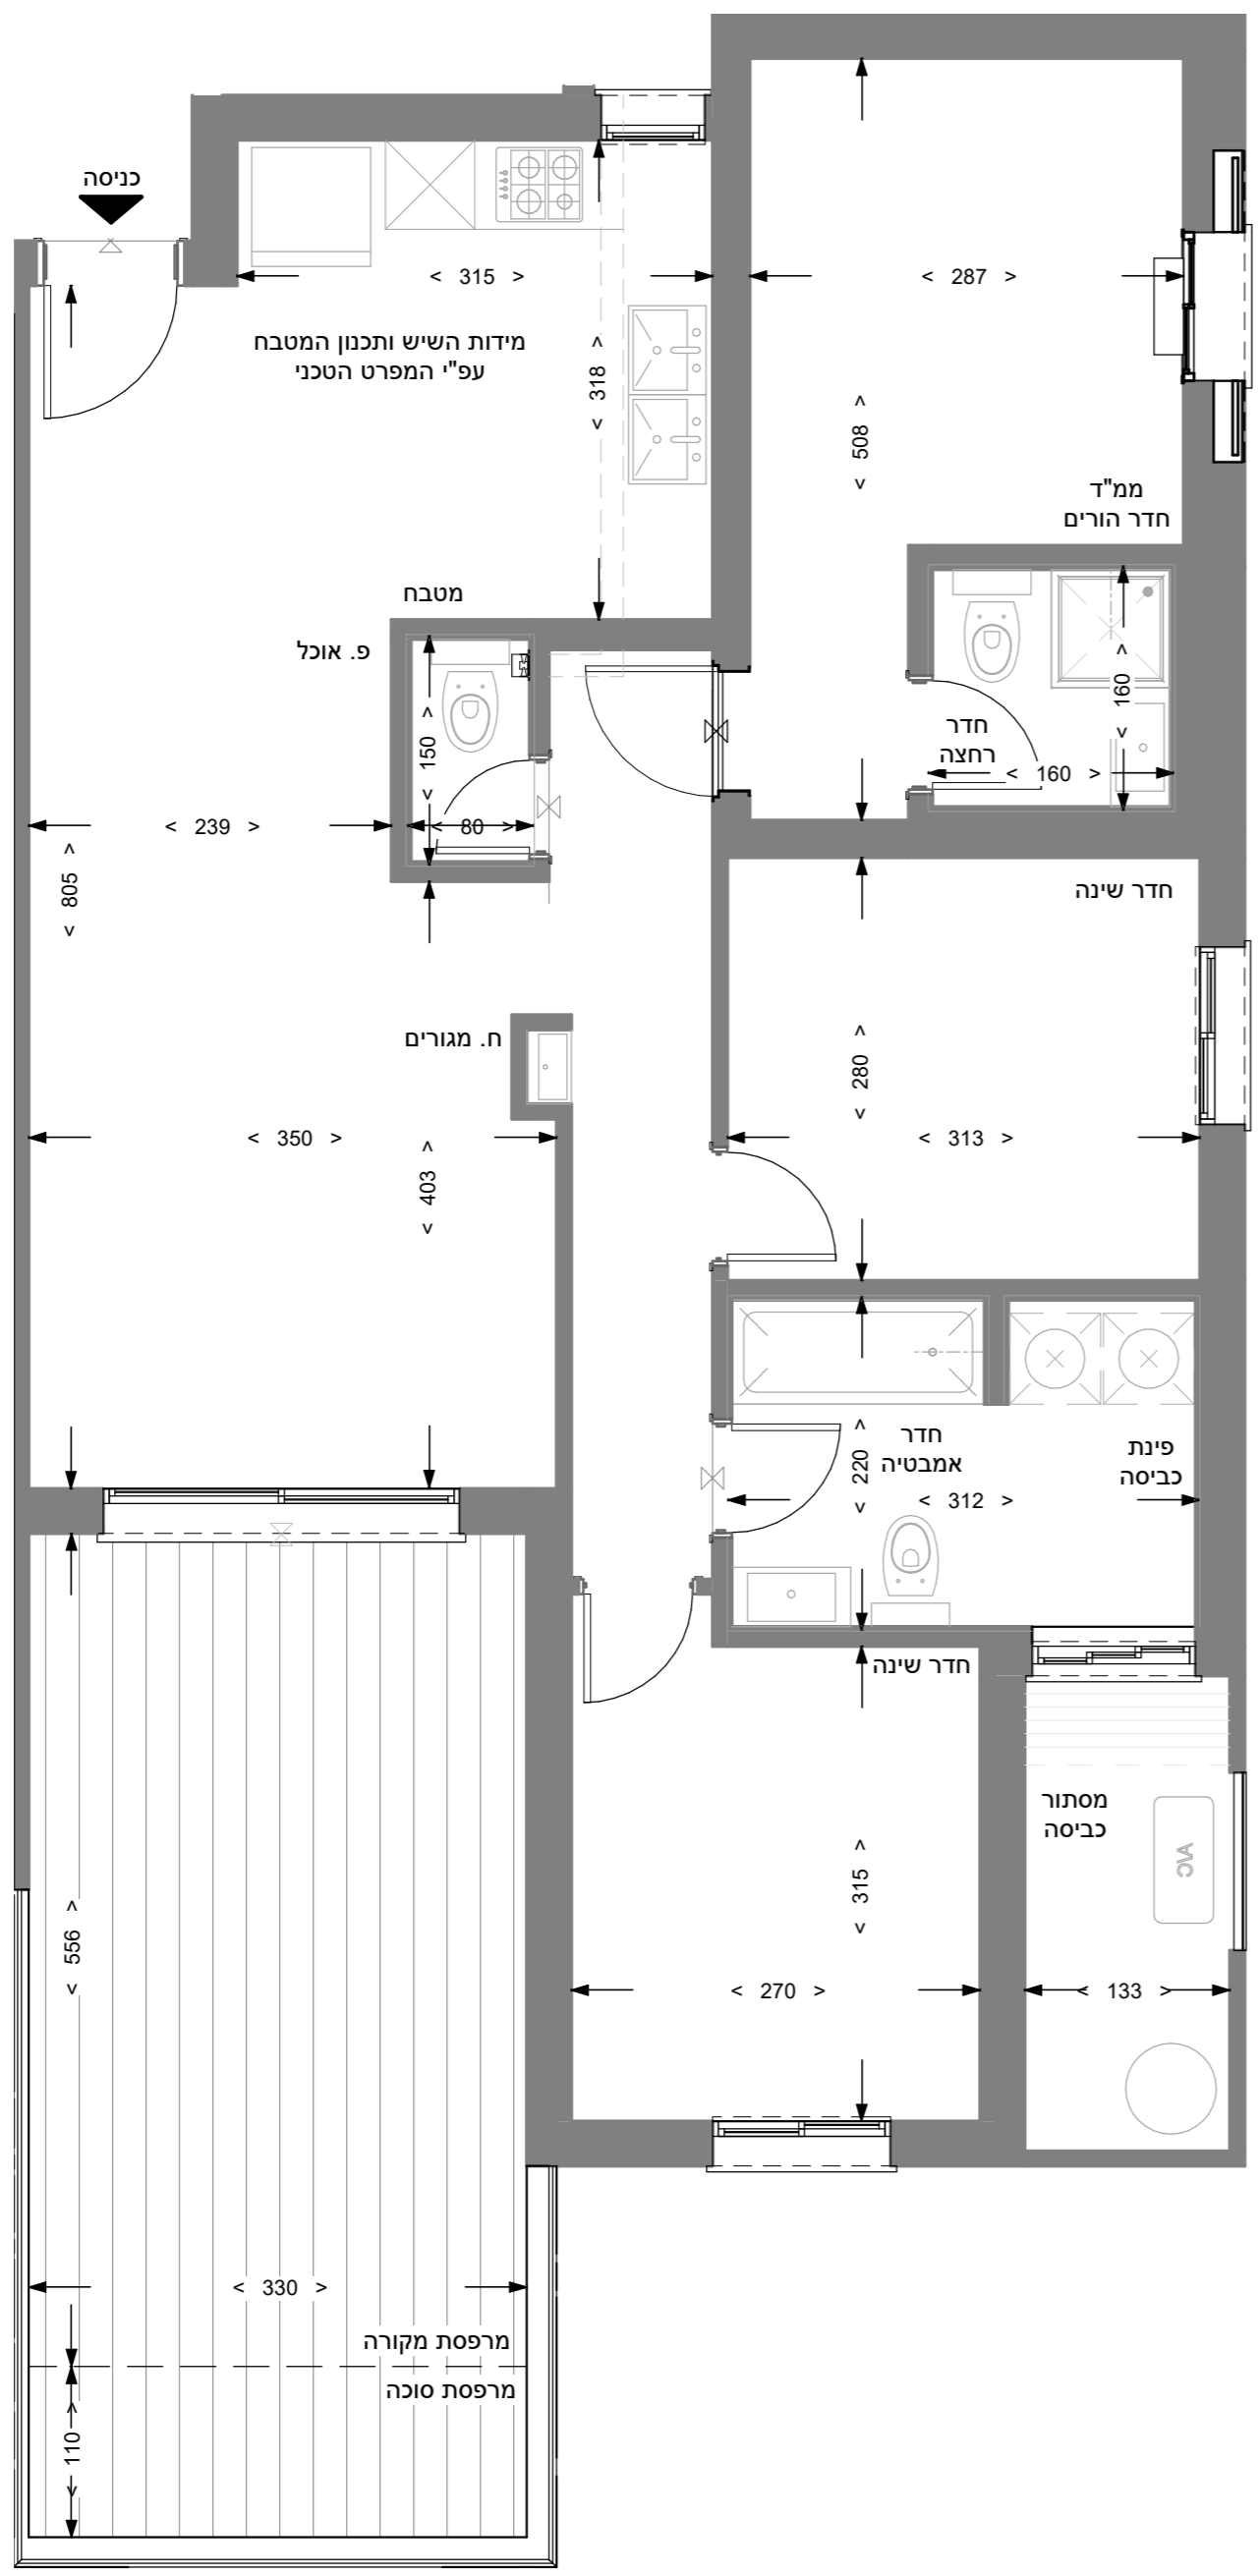 כניסה
< 315 >
< 287 >
מידות השיש ותכנון המטבח
עפ"י המפרט הטכני
< 318 >
< 508 >
ממ"ד
חדר הורים
מטבח
פ. אוכל
< 150 >
< 80 >
< 160 >
חדר
רחצה
< 160 >
< 239 >
< 805 >
חדר שינה
ח. מגורים
< 280 >
< 350 >
< 313 >
< 403 >
חדר
אמבטיה
< 220 >
פינת
כביסה
< 312 >
חדר שינה
מסתור
כביסה
A/C
< 315 >
< 556 >
< 270 >
< 133 >
< 330 >
מרפסת מקורה
מרפסת סוכה
< 110 >